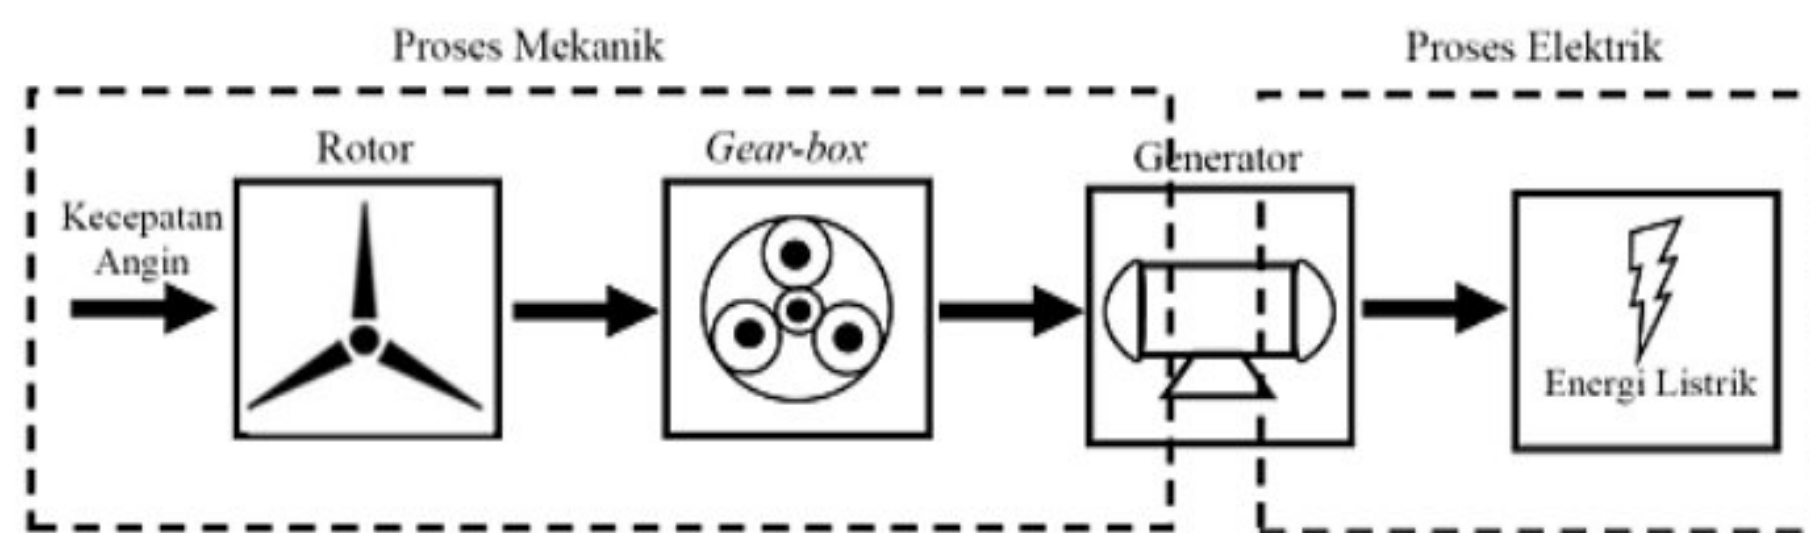 Proses Mekanik
Proses Elektrik
Rotor
Gear-box
Generator
Kecepatan
Angin
Energi Listrik